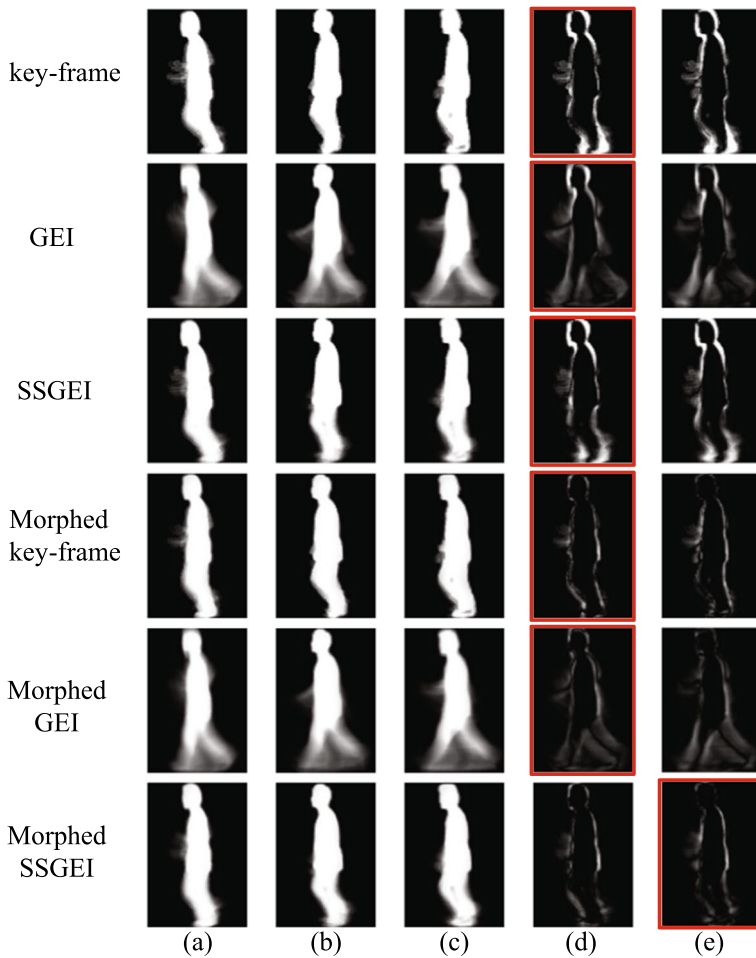 key-frame
GEI
SSGEI
Morphed
key-frame
Morphed
GEI
Morphed
SSGEI
(a) (b) (c) (d) (e)